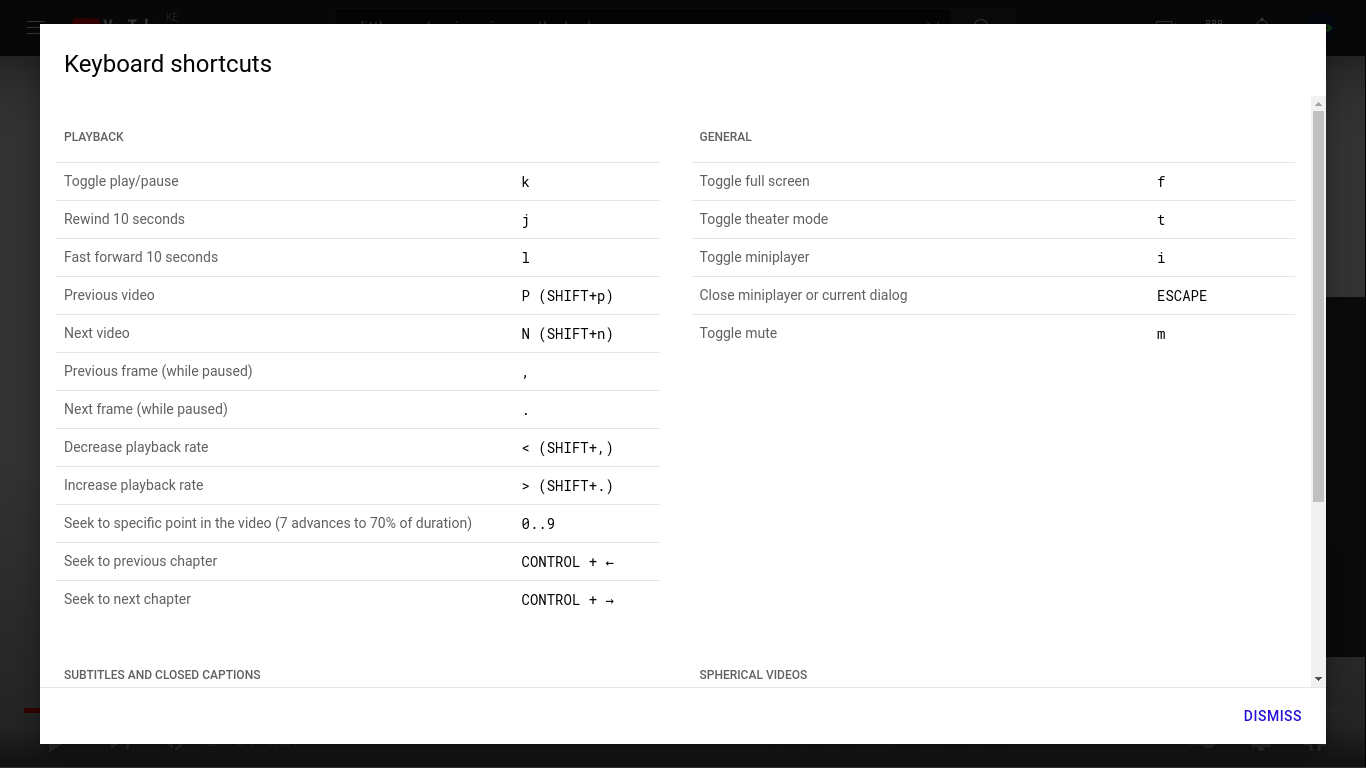 Keyboard shortcuts
PLAYBACK
Toggle play/pause k
Rewind 10 seconds j
Fast forward 10 seconds l
Previous video P (SHIFT+p)
Next video N (SHIFT+n)
Previous frame (while paused) ,
Next frame (while paused) .
Decrease playback rate < (SHIFT+,)
Increase playback rate > (SHIFT+.)
Seek to specific point in the video (7 advances to 70% of duration) 0..9
Seek to previous chapter CONTROL + ←
Seek to next chapter CONTROL + →
GENERAL
Toggle full screen f
Toggle theater mode t
Toggle miniplayer i
Close miniplayer or current dialog ESCAPE
Toggle mute m
SUBTITLES AND CLOSED CAPTIONS
SPHERICAL VIDEOS
DISMISS
KE